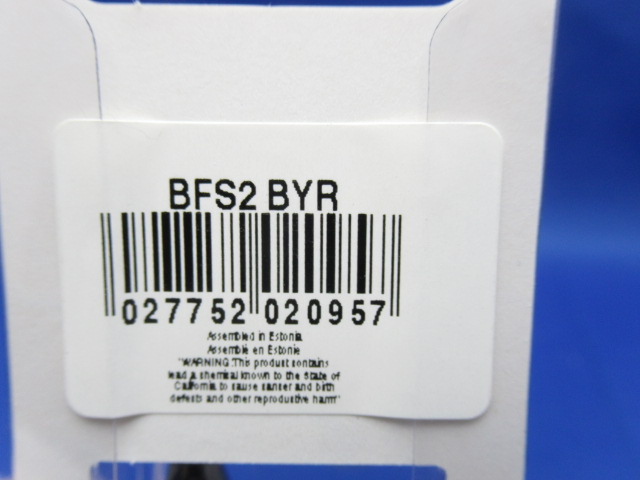 BFS2 BYR
027752 020957
Assembled in Estonia
Assemblé en Estonie
"WARNING:This product contains
lead,a chemical known to the State of
California to cause cancer and birth
defects and other reproductive harm"